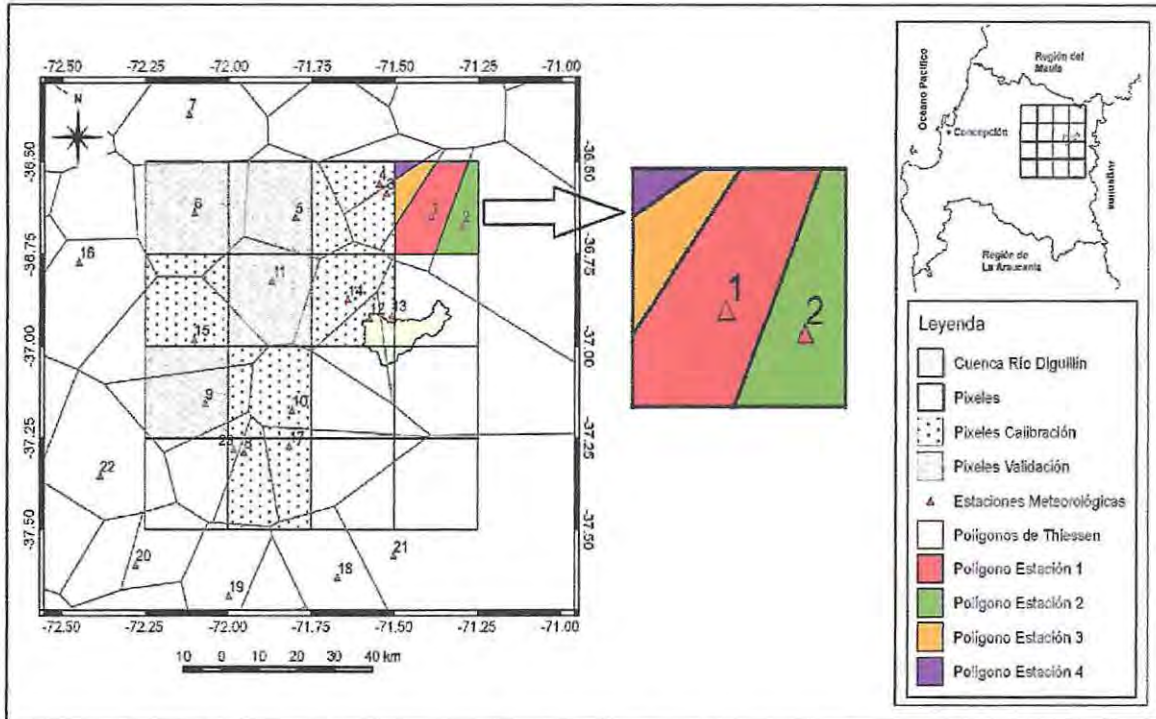 -72.50 -72.25 -72.00 -71.75 -71.50 -71.25 -71.00
N
7
-36.50
-36.50
4
3
6
5
1
2
-36.75
-36.75
16
11
14
12
13
15
-37.00
-37.00
9
10
-37.25
-37.25
23
8
17
22
-37.50
-37.50
21
20
18
19
-72.50 -72.25 -72.00 -71.75 -71.50 -71.25 -71.00
10 0 10 20 30 40 km
1
2
Océano Pacífico
Región del
Maule
Concepción
Argentina
Región de
La Araucanía
Leyenda
Cuenca Río Diguillín
Pixeles
Pixeles Calibración
Pixeles Validación
Estaciones Meteorológicas
Polígonos de Thiessen
Polígono Estación 1
Polígono Estación 2
Polígono Estación 3
Polígono Estación 4